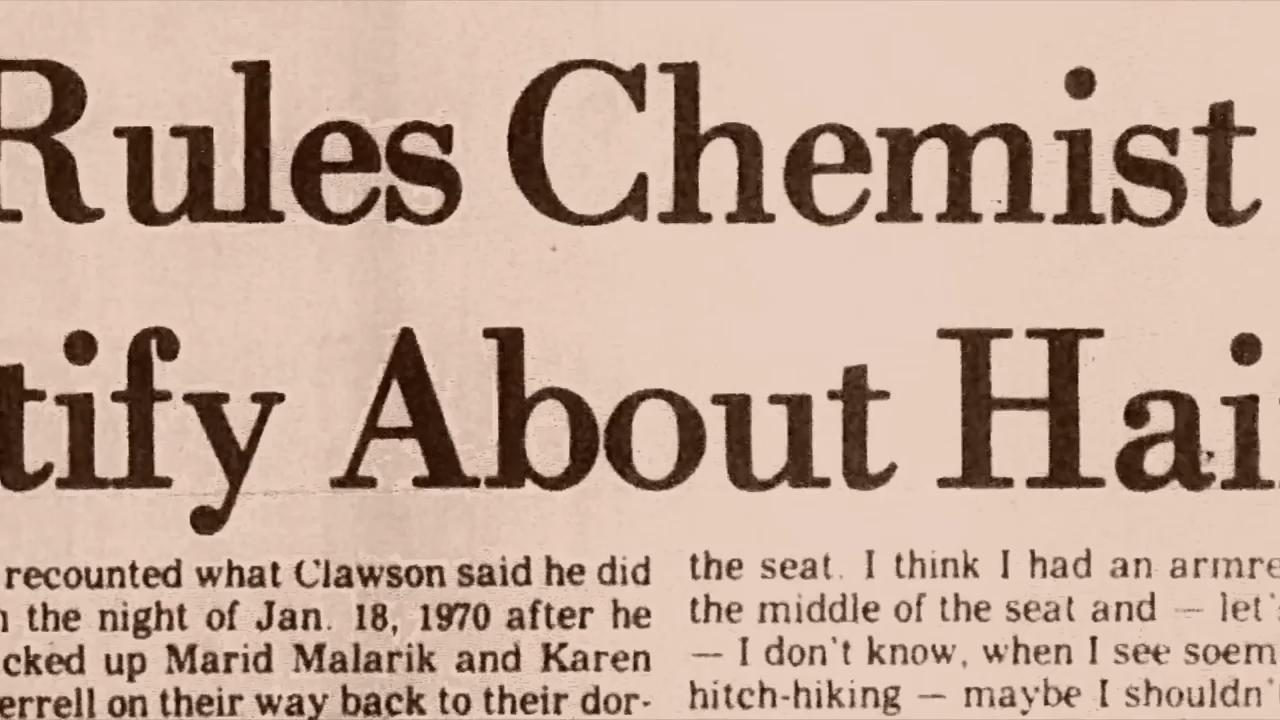 Rules Chemist
tify About Hai
recounted what Clawson said he did
the night of Jan. 18, 1970 after he
cked up Marid Malarik and Karen
errell on their way back to their dor-
the seat. I think I had an armre
the middle of the seat and — let'
— I don't know, when I see soem
hitch-hiking — maybe I shouldn'